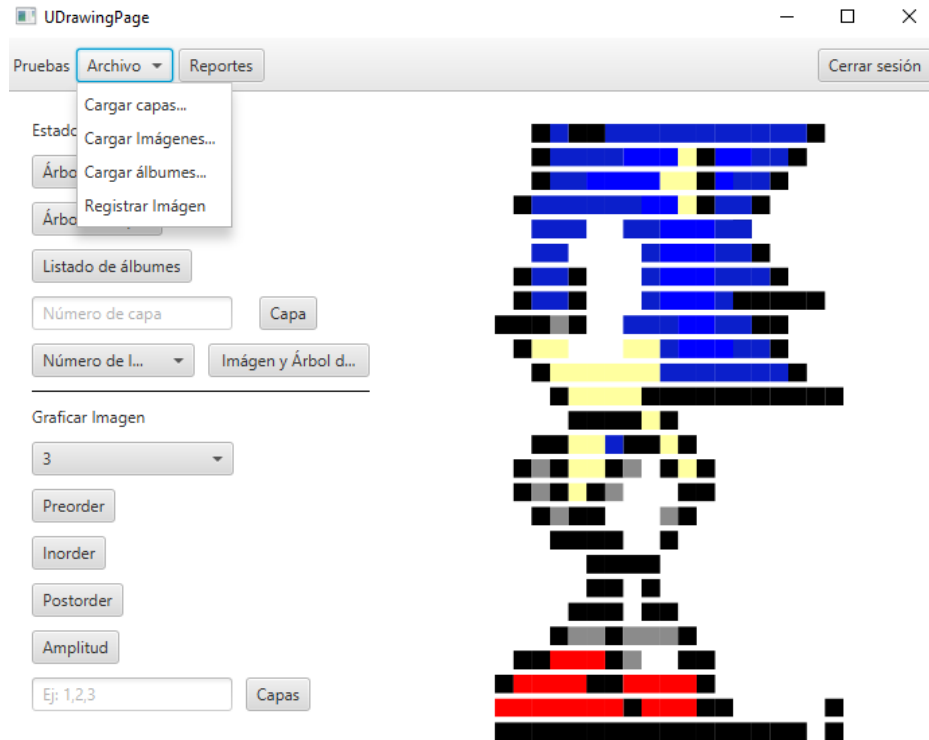 UDrawingPage
Pruebas Archivo Reportes Cerrar sesión
Cargar capas...
Cargar Imágenes...
Cargar álbumes...
Registrar Imágen
Listado de álbumes
Número de capa Capa
Número de I... Imágen y Árbol d...
Graficar Imagen
3
Preorder
Inorder
Postorder
Amplitud
Ej: 1,2,3 Capas